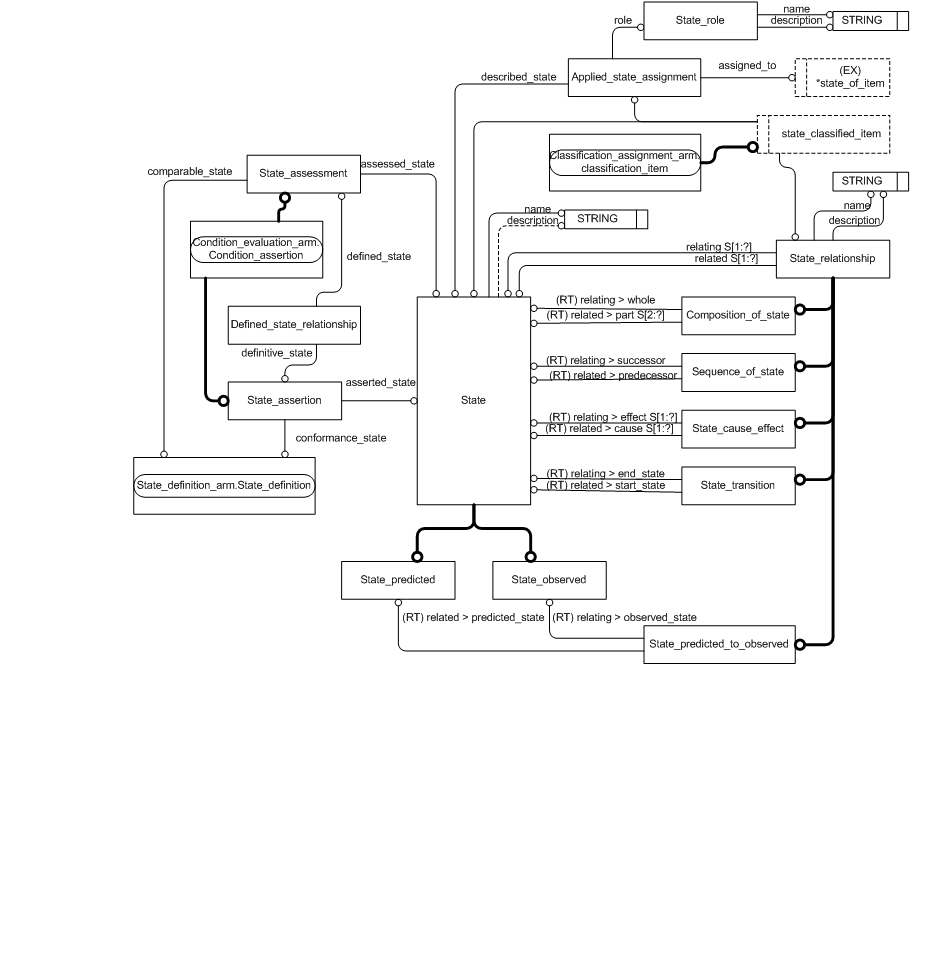 name
role
State_role
description
STRING
assigned_to
(EX)
*state_of_item
described_state
Applied_state_assignment
state_classified_item
Classification_assignment_arm.
classification_item
assessed_state
comparable_state
State_assessment
STRING
name
description
name
description
STRING
Condition_evaluation_arm.
Condition_assertion
defined_state
relating S[1:?]
related S[1:?]
State_relationship
(RT) relating > whole
(RT) related > part S[2:?]
Composition_of_state
Defined_state_relationship
definitive_state
(RT) relating > successor
(RT) related > predecessor
Sequence_of_state
asserted_state
State_assertion
State
(RT) relating > effect S[1:?]
(RT) related > cause S[1:?]
State_cause_effect
conformance_state
(RT) relating > end_state
(RT) related > start_state
State_transition
State_definition_arm.State_definition
State_predicted
State_observed
(RT) related > predicted_state
(RT) relating > observed_state
State_predicted_to_observed